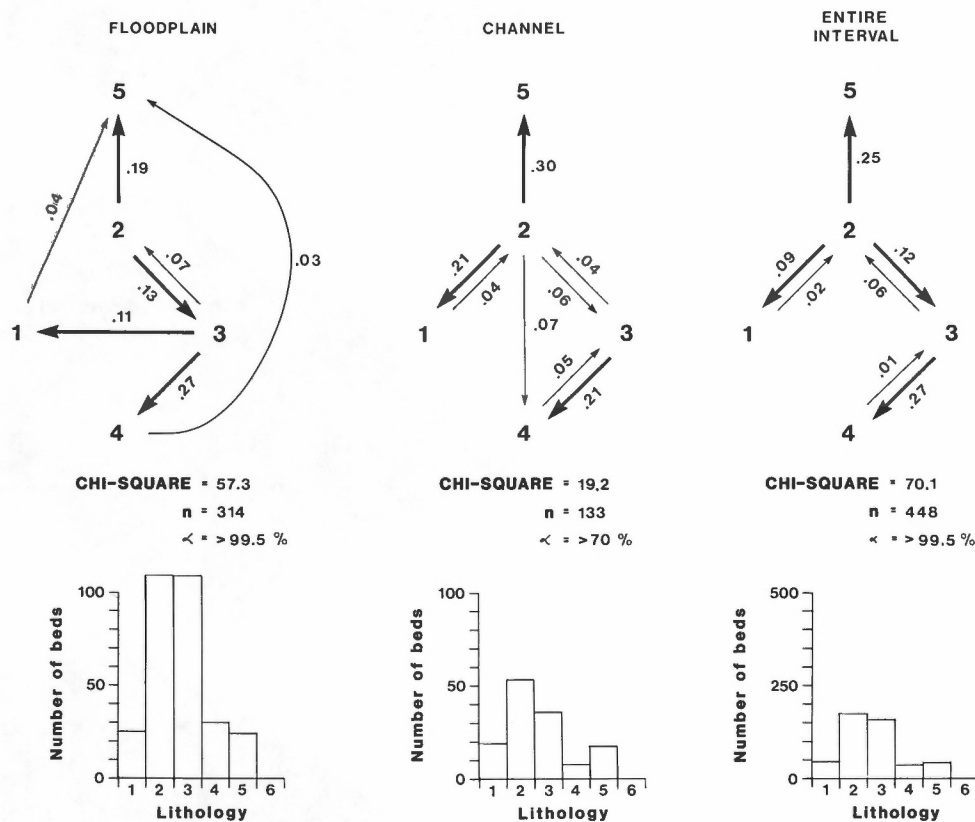 FLOODPLAIN
5
.19
.04
2
.07
.13
.03
.11
1
3
.27
4
CHI-SQUARE = 57.3
n = 314
∝ = >99.5 %
Number of beds
100
50
0
1 2 3 4 5 6
Lithology
CHANNEL
5
.30
2
.21
.04
.04
.06
.07
1
3
.05
.21
4
CHI-SQUARE = 19.2
n = 133
∝ = >70 %
Number of beds
100
50
0
1 2 3 4 5 6
Lithology
ENTIRE
INTERVAL
5
.25
2
.09
.12
.02
.06
1
3
.01
.27
4
CHI-SQUARE = 70.1
n = 448
∝ = >99.5 %
Number of beds
500
250
0
1 2 3 4 5 6
Lithology